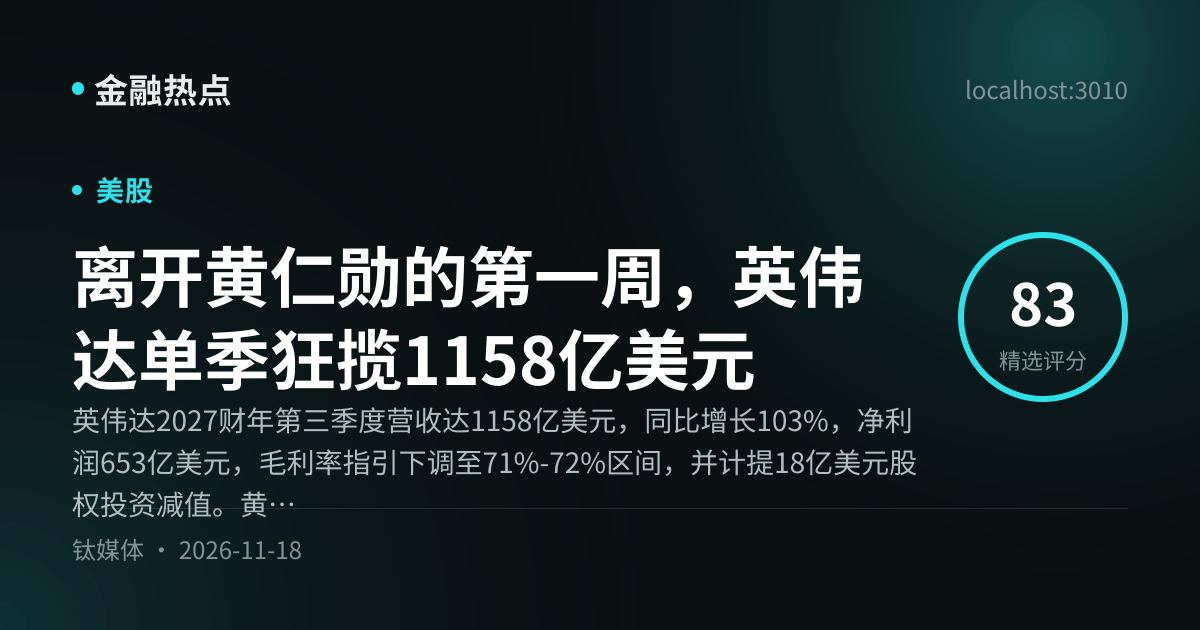 金融热点
localhost:3010
美股
离开黄仁勋的第一周，英伟
达单季狂揽1158亿美元
83
精选评分
英伟达2027财年第三季度营收达1158亿美元，同比增长103%，净利
润653亿美元，毛利率指引下调至71%-72%区间，并计提18亿美元股
权投资减值。黄…
钛媒体 · 2026-11-18